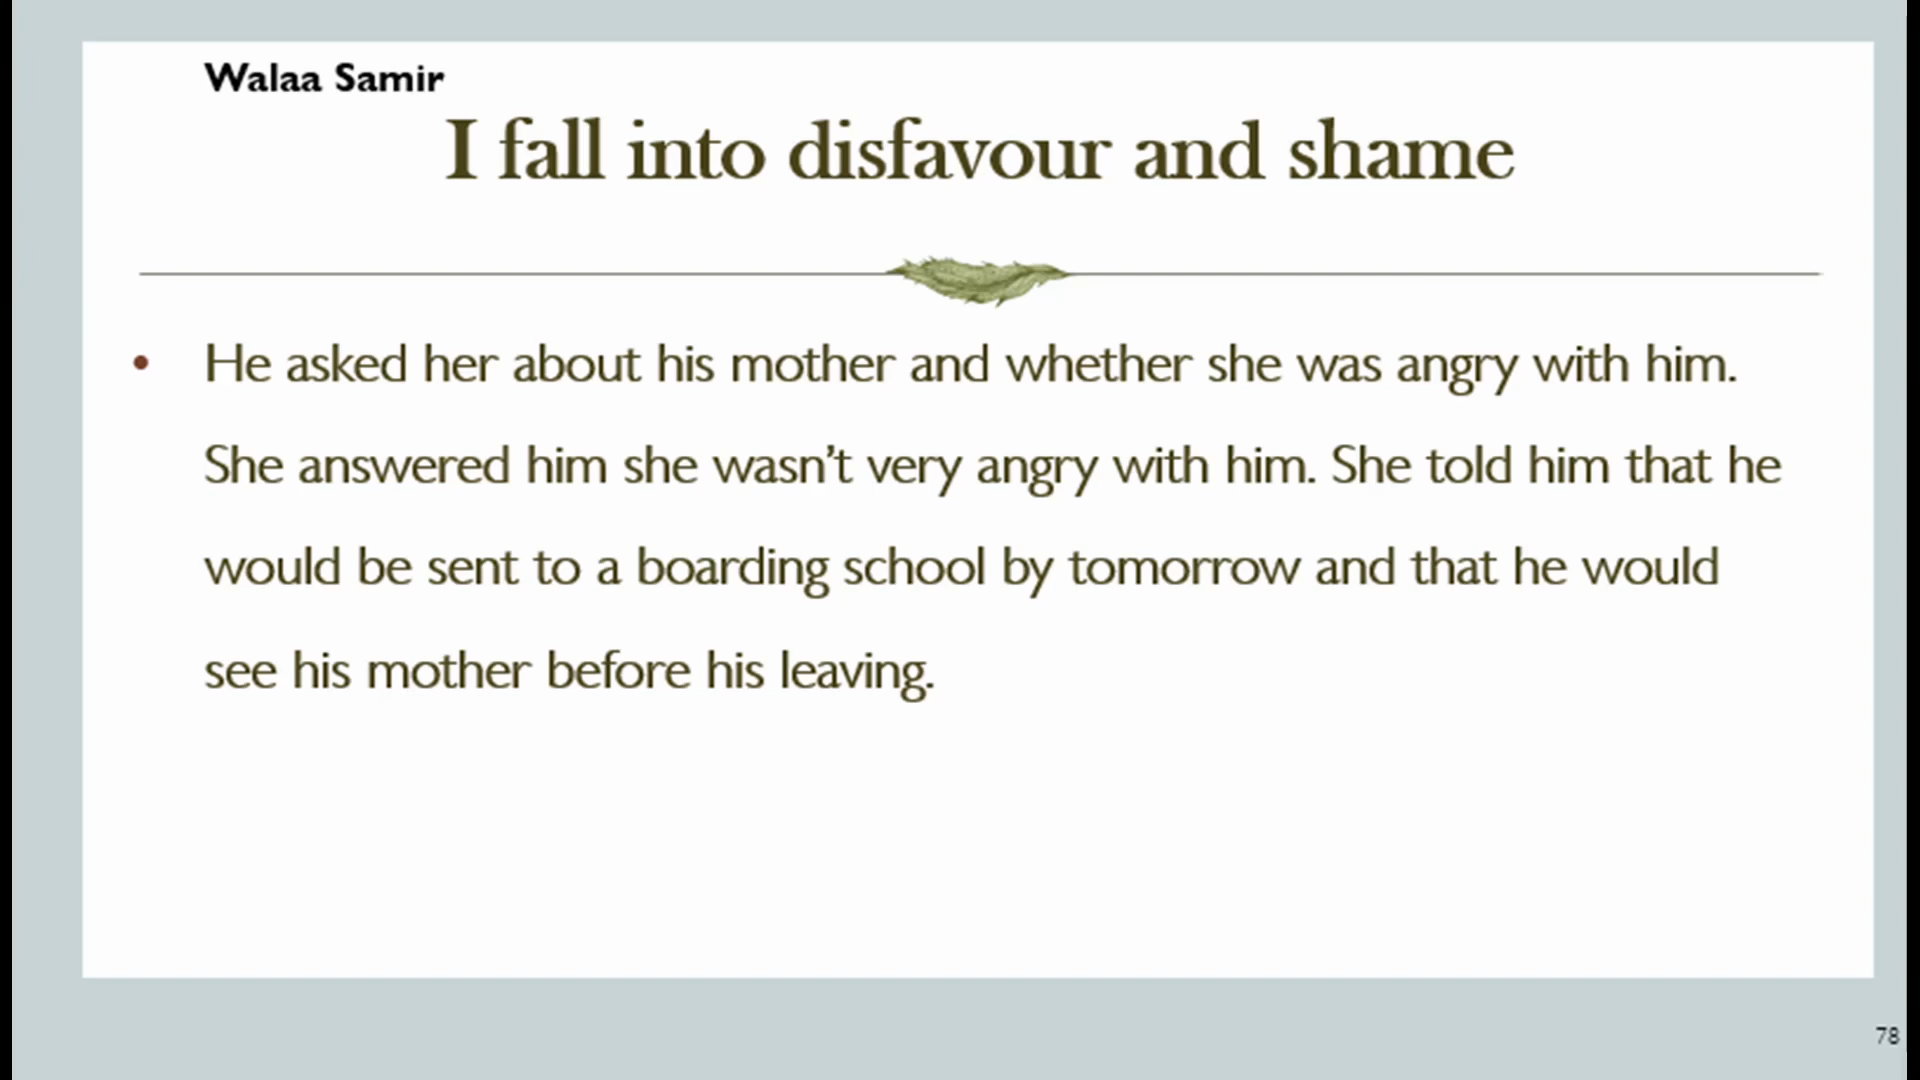 Walaa Samir
I fall into disfavour and shame
• He asked her about his mother and whether she was angry with him.
She answered him she wasn’t very angry with him. She told him that he
would be sent to a boarding school by tomorrow and that he would
see his mother before his leaving.
78